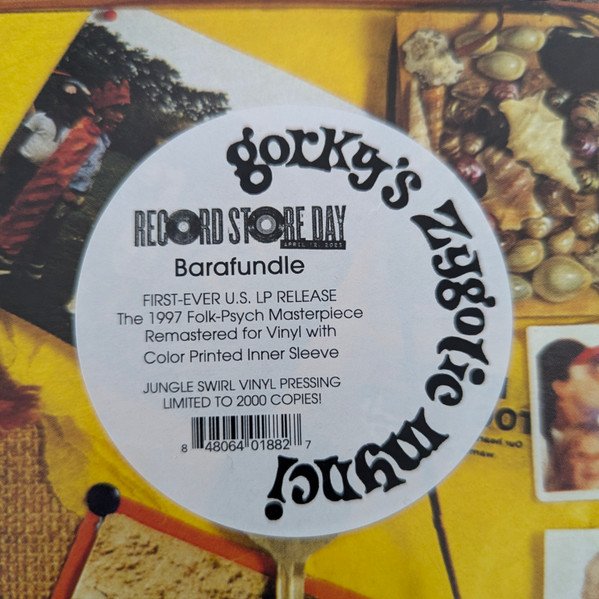 gorky's Zygotic mynci
RECORD STORE DAY
APRIL 12, 2025
Barafundle
FIRST-EVER U.S. LP RELEASE
The 1997 Folk-Psych Masterpiece
Remastered for Vinyl with
Color Printed Inner Sleeve
JUNGLE SWIRL VINYL PRESSING
LIMITED TO 2000 COPIES!
8 48064 01882 7